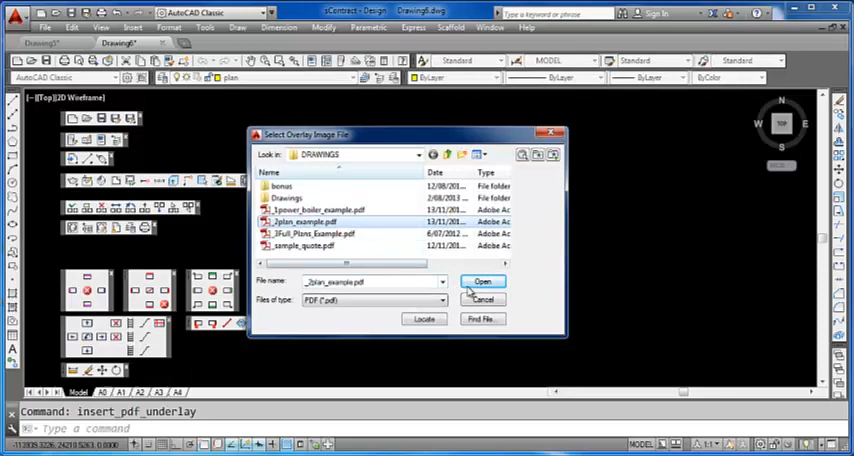 AutoCAD Classic
sContract - Design
Drawing6.dwg
Type a keyword or phrase
Sign In
File Edit View Insert Format Tools Draw Dimension Modify Parametric Express Scaffold Window
Drawing5*
Drawing6*
Standard
MODEL
Standard
Standard
AutoCAD Classic
plan
ByLayer
ByLayer
ByLayer
ByColor
[−][Top][2D Wireframe]
N
W TOP E
S
Select Overlay Image File
Look in: DRAWINGS
Name Date Type
bonus 12/08/201... File folder
Drawings 2/08/2013 File folder
_1power_boiler_example.pdf 13/11/201... Adobe Ac
_2plan_example.pdf 13/11/201... Adobe Ac
_3Full_Plans_Example.pdf 6/07/2012 Adobe Ac
_sample_quote.pdf 12/11/201... Adobe Ac
File name: _2plan_example.pdf Open
Files of type: PDF (*.pdf) Cancel
Locate Find File...
Model A0 A1 A2 A3 A4
Command: insert_pdf_underlay
Type a command
MODEL
1:1